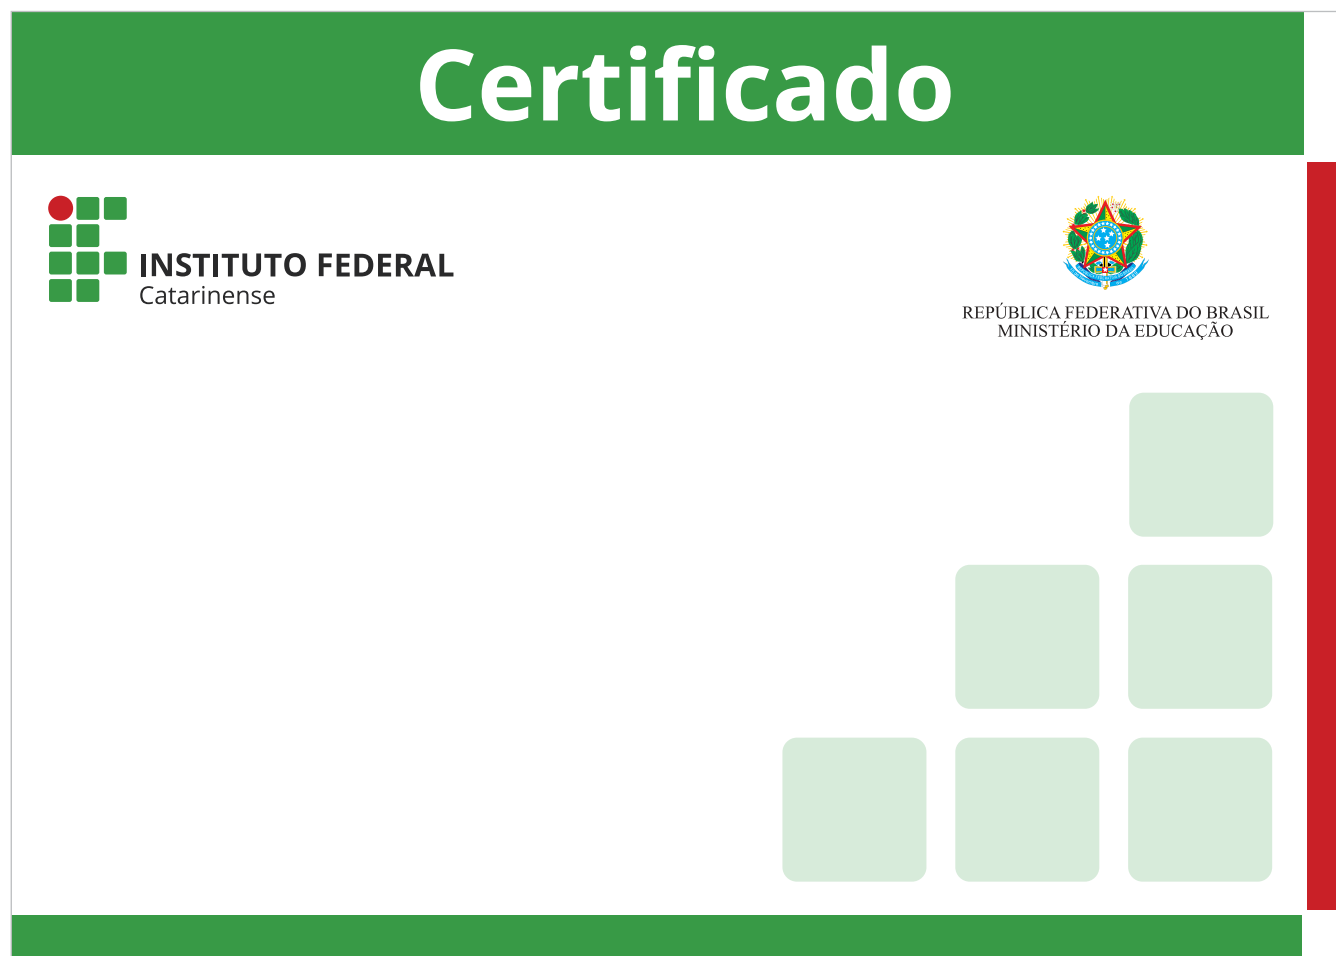 Certificado
INSTITUTO FEDERAL
Catarinense
REPÚBLICA FEDERATIVA DO BRASIL
MINISTÉRIO DA EDUCAÇÃO